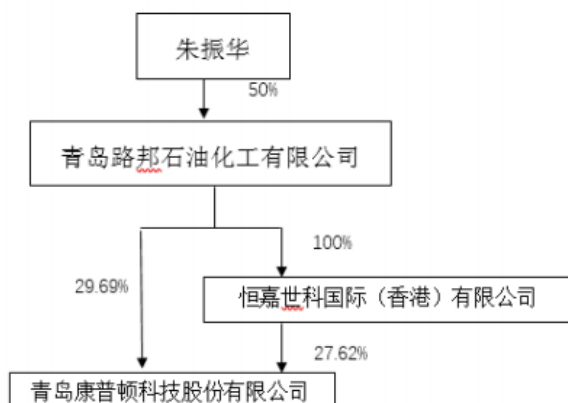 朱振华
50%
青岛路邦石油化工有限公司
100%
29.69%
恒嘉世科国际（香港）有限公司
27.62%
青岛康普顿科技股份有限公司